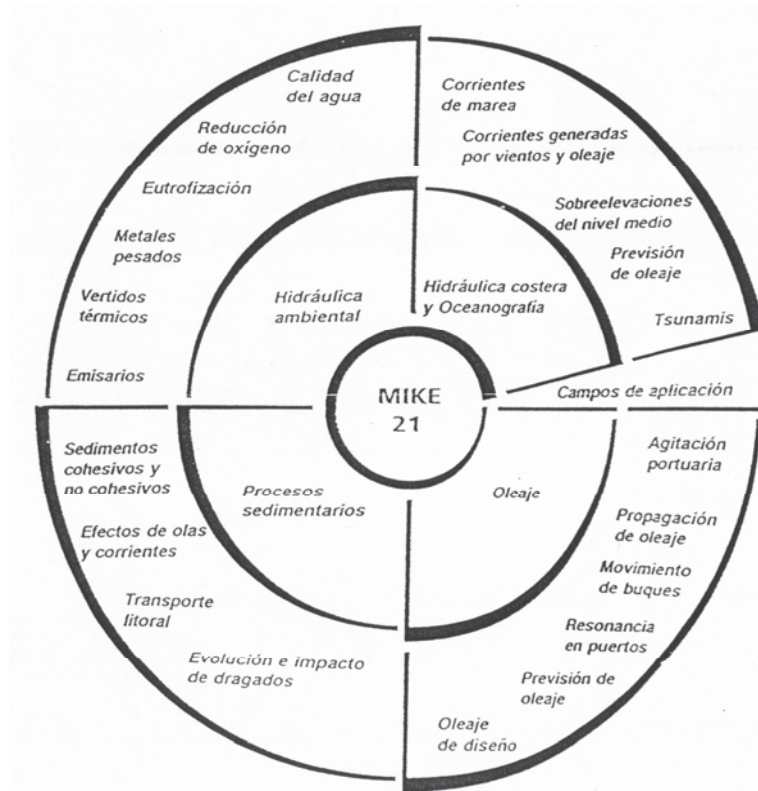 Calidad
del agua
Reducción
de oxígeno
Eutrofización
Metales
pesados
Vertidos
térmicos
Emisarios
Hidráulica
ambiental
Corrientes
de marea
Corrientes generadas
por vientos y oleaje
Sobreelevaciones
del nivel medio
Previsión
de oleaje
Tsunamis
Hidráulica costera
y Oceanografía
Campos de aplicación
MIKE
21
Sedimentos
cohesivos y
no cohesivos
Efectos de olas
y corrientes
Transporte
litoral
Evolución e impacto
de dragados
Procesos
sedimentarios
Oleaje
Agitación
portuaria
Propagación
de oleaje
Movimiento
de buques
Resonancia
en puertos
Previsión de
oleaje
Oleaje
de diseño